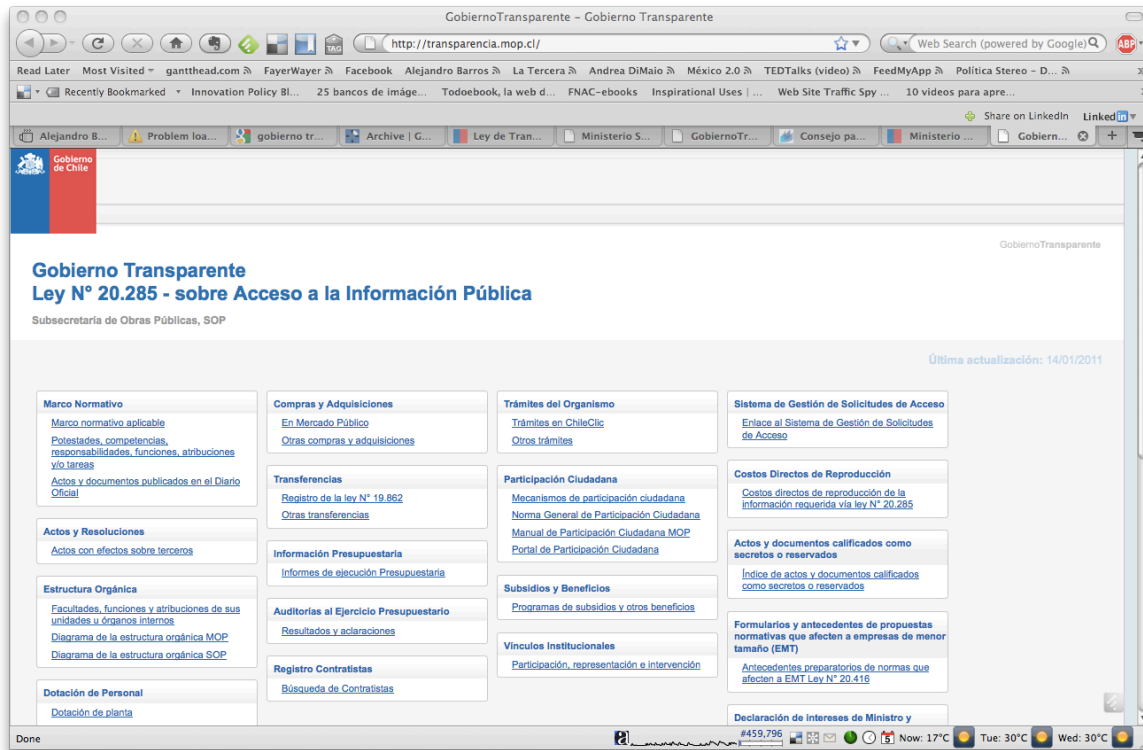 GobiernoTransparente – Gobierno Transparente
TAG
http://transparencia.mop.cl/
Web Search (powered by Google)
ABP
Read Later Most Visited gantthead.com FayerWayer Facebook Alejandro Barros La Tercera Andrea DiMaio México 2.0 TEDTalks (video) FeedMyApp Política Stereo – D...
Recently Bookmarked Innovation Policy Bl... 25 bancos de imáge... Todoebook, la web d... FNAC-ebooks Inspirational Uses | ... Web Site Traffic Spy ... 10 videos para apre...
Share on LinkedIn Linked in
Alejandro B... Problem loa... gobierno tr... Archive | G... Ley de Tran... Ministerio S... GobiernoTr... Consejo pa... Ministerio ... Gobiern...
Gobierno
de Chile
GobiernoTransparente
Gobierno Transparente
Ley N° 20.285 - sobre Acceso a la Información Pública
Subsecretaría de Obras Públicas, SOP
Última actualización: 14/01/2011
Marco Normativo
Marco normativo aplicable
Potestades, competencias,
responsabilidades, funciones, atribuciones
y/o tareas
Actos y documentos publicados en el Diario
Oficial
Actos y Resoluciones
Actos con efectos sobre terceros
Estructura Orgánica
Facultades, funciones y atribuciones de sus
unidades u órganos internos
Diagrama de la estructura orgánica MOP
Diagrama de la estructura orgánica SOP
Dotación de Personal
Dotación de planta
Compras y Adquisiciones
En Mercado Público
Otras compras y adquisiciones
Transferencias
Registro de la ley N° 19.862
Otras transferencias
Información Presupuestaria
Informes de ejecución Presupuestaria
Auditorías al Ejercicio Presupuestario
Resultados y aclaraciones
Registro Contratistas
Búsqueda de Contratistas
Trámites del Organismo
Trámites en ChileClic
Otros trámites
Participación Ciudadana
Mecanismos de participación ciudadana
Norma General de Participación Ciudadana
Manual de Participación Ciudadana MOP
Portal de Participación Ciudadana
Subsidios y Beneficios
Programas de subsidios y otros beneficios
Vínculos Institucionales
Participación, representación e intervención
Sistema de Gestión de Solicitudes de Acceso
Enlace al Sistema de Gestión de Solicitudes
de Acceso
Costos Directos de Reproducción
Costos directos de reproducción de la
información requerida vía ley N° 20.285
Actos y documentos calificados como
secretos o reservados
Índice de actos y documentos calificados
como secretos o reservados
Formularios y antecedentes de propuestas
normativas que afecten a empresas de menor
tamaño (EMT)
Antecedentes preparatorios de normas que
afecten a EMT Ley N° 20.416
Declaración de intereses de Ministro y
Done #459,796 5 Now: 17°C Tue: 30°C Wed: 30°C